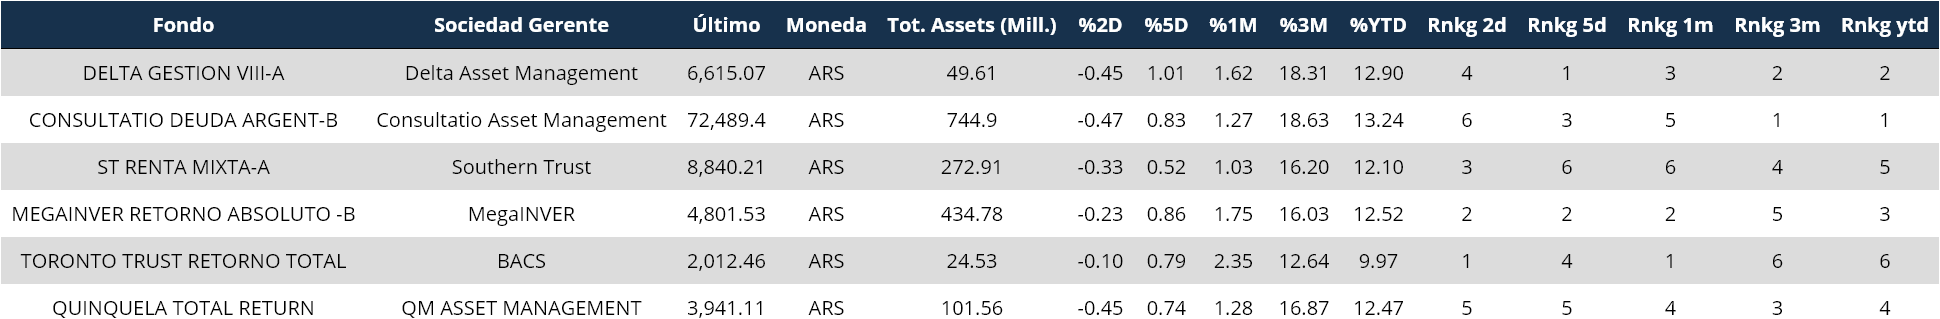 Fondo Sociedad Gerente Último Moneda Tot. Assets (Mill.) %2D %5D %1M %3M %YTD Rnkg 2d Rnkg 5d Rnkg 1m Rnkg 3m Rnkg ytd
DELTA GESTION VIII-A Delta Asset Management 6,615.07 ARS 49.61 -0.45 1.01 1.62 18.31 12.90 4 1 3 2 2
CONSULTATIO DEUDA ARGENT-B Consultatio Asset Management 72,489.4 ARS 744.9 -0.47 0.83 1.27 18.63 13.24 6 3 5 1 1
ST RENTA MIXTA-A Southern Trust 8,840.21 ARS 272.91 -0.33 0.52 1.03 16.20 12.10 3 6 6 4 5
MEGAINVER RETORNO ABSOLUTO -B MegaINVER 4,801.53 ARS 434.78 -0.23 0.86 1.75 16.03 12.52 2 2 2 5 3
TORONTO TRUST RETORNO TOTAL BACS 2,012.46 ARS 24.53 -0.10 0.79 2.35 12.64 9.97 1 4 1 6 6
QUINQUELA TOTAL RETURN QM ASSET MANAGEMENT 3,941.11 ARS 101.56 -0.45 0.74 1.28 16.87 12.47 5 5 4 3 4